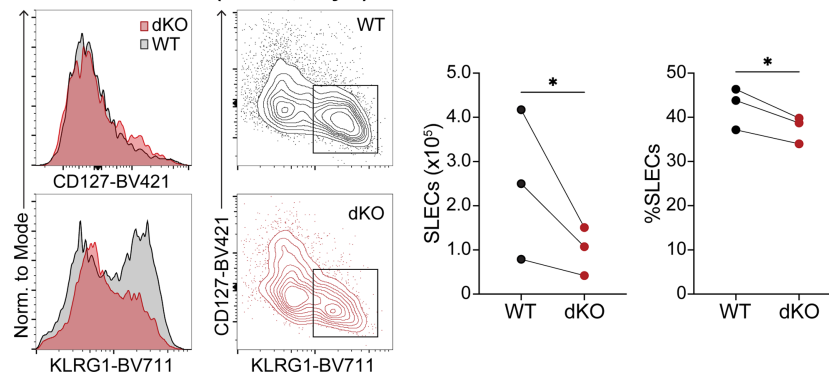 dKO
WT
CD127-BV421
Norm. to Mode
KLRG1-BV711
WT
dKO
CD127-BV421
KLRG1-BV711
*
5.0
4.0
3.0
2.0
1.0
0
SLECs (x10⁵)
WT dKO
*
50
40
30
20
10
0
%SLECs
WT dKO